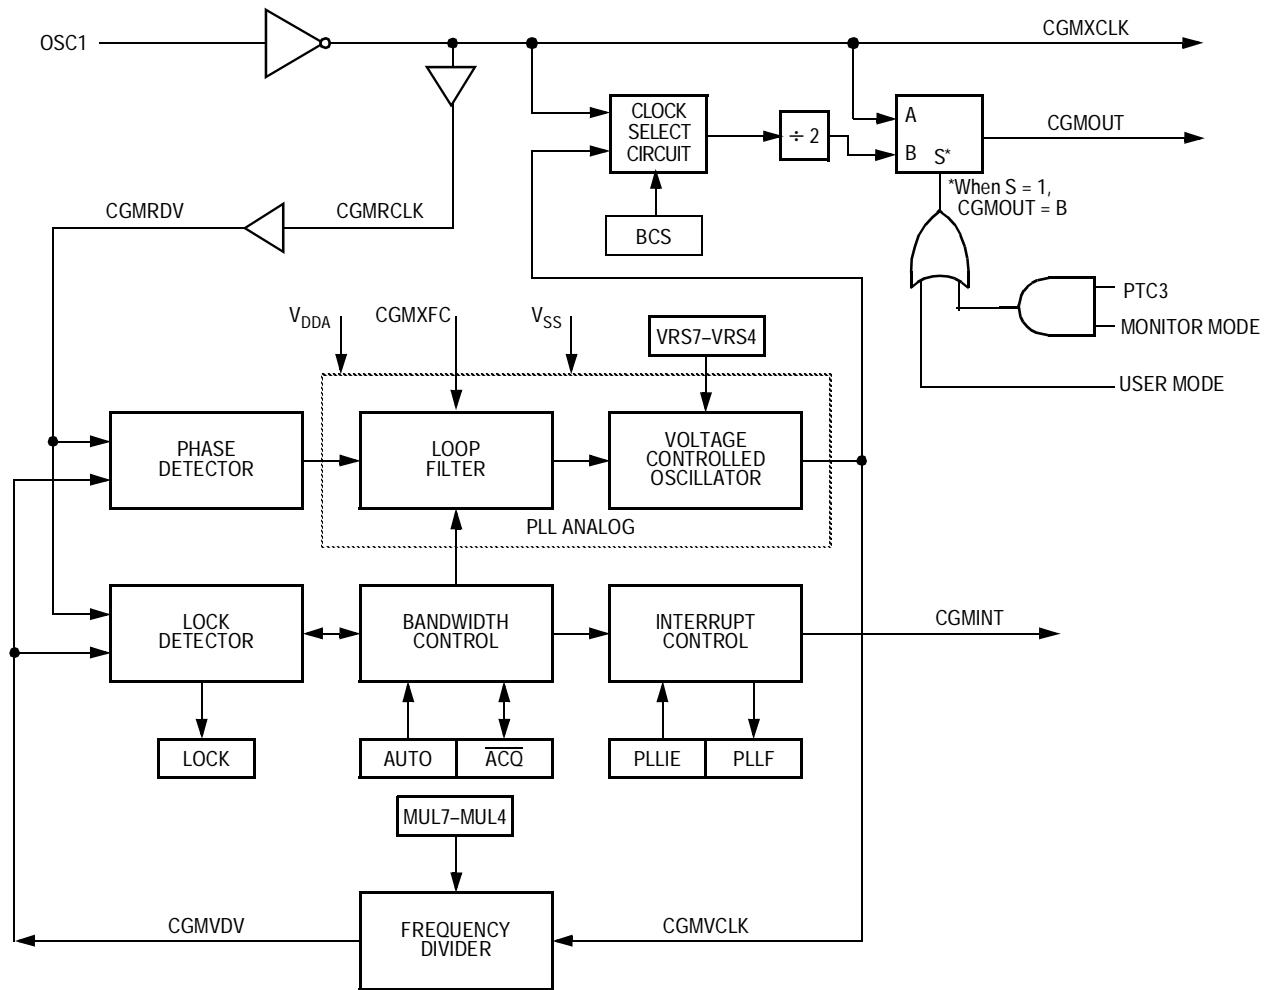 CGMXCLK
OSC1
CLOCK
SELECT
CIRCUIT
÷ 2
A
B
S*
CGMOUT
*When S = 1,
CGMOUT = B
CGMRDV
CGMRCLK
BCS
PTC3
MONITOR MODE
USER MODE
VDDA
CGMXFC
VSS
VRS7–VRS4
PHASE
DETECTOR
LOOP
FILTER
VOLTAGE
CONTROLLED
OSCILLATOR
PLL ANALOG
LOCK
DETECTOR
BANDWIDTH
CONTROL
INTERRUPT
CONTROL
CGMINT
LOCK
AUTO
A̅C̅Q̅
PLLIE
PLLF
MUL7–MUL4
CGMVDV
FREQUENCY
DIVIDER
CGMVCLK